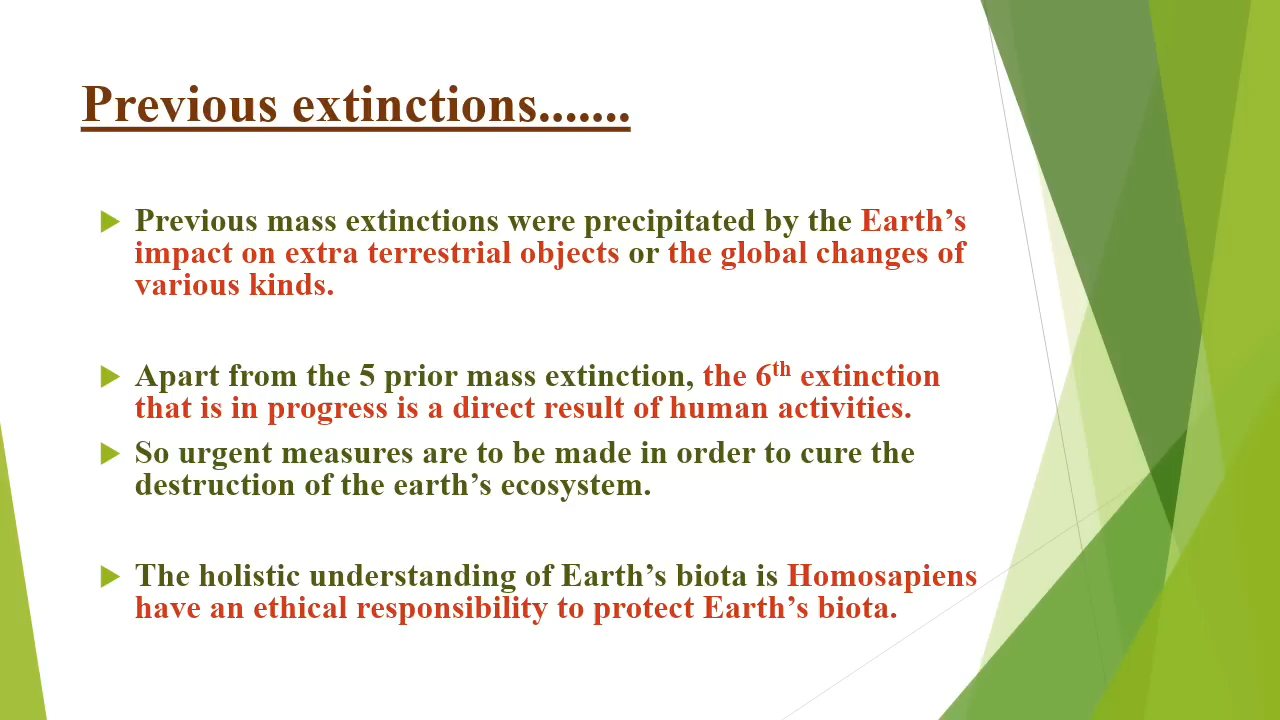 Previous extinctions.......
Previous mass extinctions were precipitated by the Earth’s
impact on extra terrestrial objects or the global changes of
various kinds.
Apart from the 5 prior mass extinction, the 6th extinction
that is in progress is a direct result of human activities.
So urgent measures are to be made in order to cure the
destruction of the earth’s ecosystem.
The holistic understanding of Earth’s biota is Homosapiens
have an ethical responsibility to protect Earth’s biota.